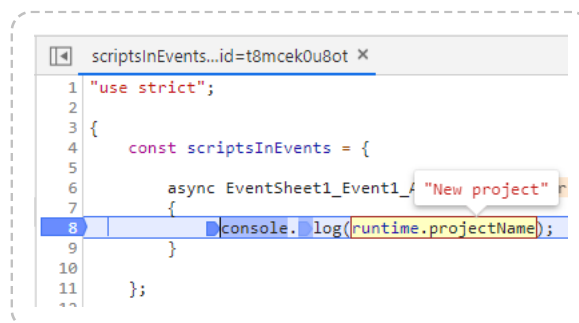 scriptsInEvents...id=t8mcek0u8ot ×
1 "use strict";
2
3 {
4 const scriptsInEvents = {
5
6 async EventSheet1_Event1_A
"New project"
7 {
8 console.log(runtime.projectName);
9 }
10
11 };